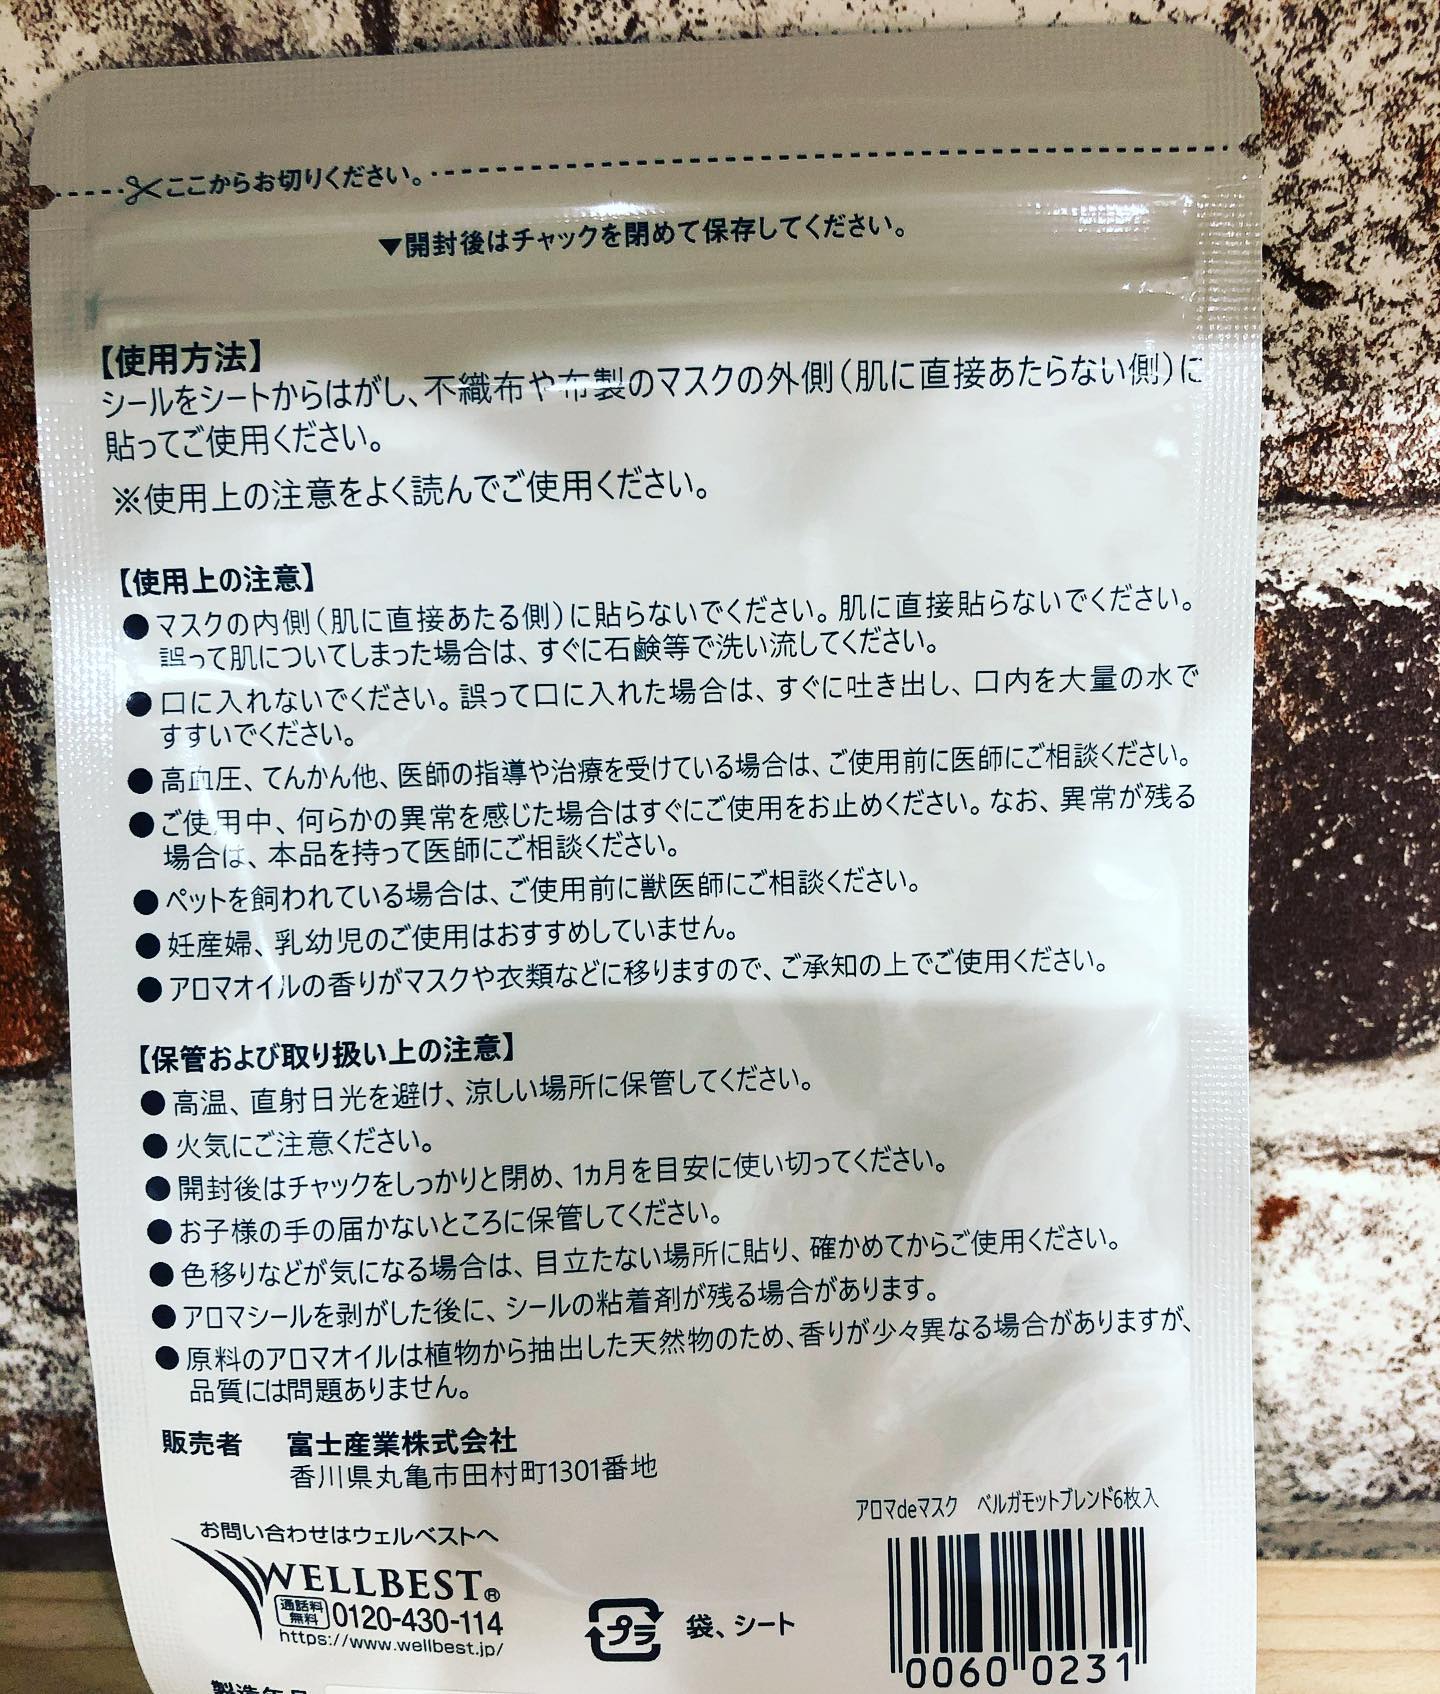 ここからお切りください。
▼開封後はチャックを閉めて保存してください。
【使用方法】
シールをシートからはがし、不織布や布製のマスクの外側（肌に直接あたらない側）に
貼ってご使用ください。
※使用上の注意をよく読んでご使用ください。
【使用上の注意】
●マスクの内側（肌に直接あたる側）に貼らないでください。肌に直接貼らないでください。
誤って肌についてしまった場合は、すぐに石鹸等で洗い流してください。
●口に入れないでください。誤って口に入れた場合は、すぐに吐き出し、口内を大量の水で
すすいでください。
●高血圧、てんかん他、医師の指導や治療を受けている場合は、ご使用前に医師にご相談ください。
●ご使用中、何らかの異常を感じた場合はすぐにご使用をお止めください。なお、異常が残る
場合は、本品を持って医師にご相談ください。
●ペットを飼われている場合は、ご使用前に獣医師にご相談ください。
●妊産婦、乳幼児のご使用はおすすめしていません。
●アロマオイルの香りがマスクや衣類などに移りますので、ご承知の上でご使用ください。
【保管および取り扱い上の注意】
●高温、直射日光を避け、涼しい場所に保管してください。
●火気にご注意ください。
●開封後はチャックをしっかりと閉め、1ヵ月を目安に使い切ってください。
●お子様の手の届かないところに保管してください。
●色移りなどが気になる場合は、目立たない場所に貼り、確かめてからご使用ください。
●アロマシールを剥がした後に、シールの粘着剤が残る場合があります。
●原料のアロマオイルは植物から抽出した天然物のため、香りが少々異なる場合がありますが、
品質には問題ありません。
販売者 富士産業株式会社
香川県丸亀市田村町1301番地
お問い合わせはウェルベストへ
WELLBEST®
通話料無料 0120-430-114
https://www.wellbest.jp/
プラ 袋、シート
アロマdeマスク ベルガモットブレンド6枚入
0060 0231